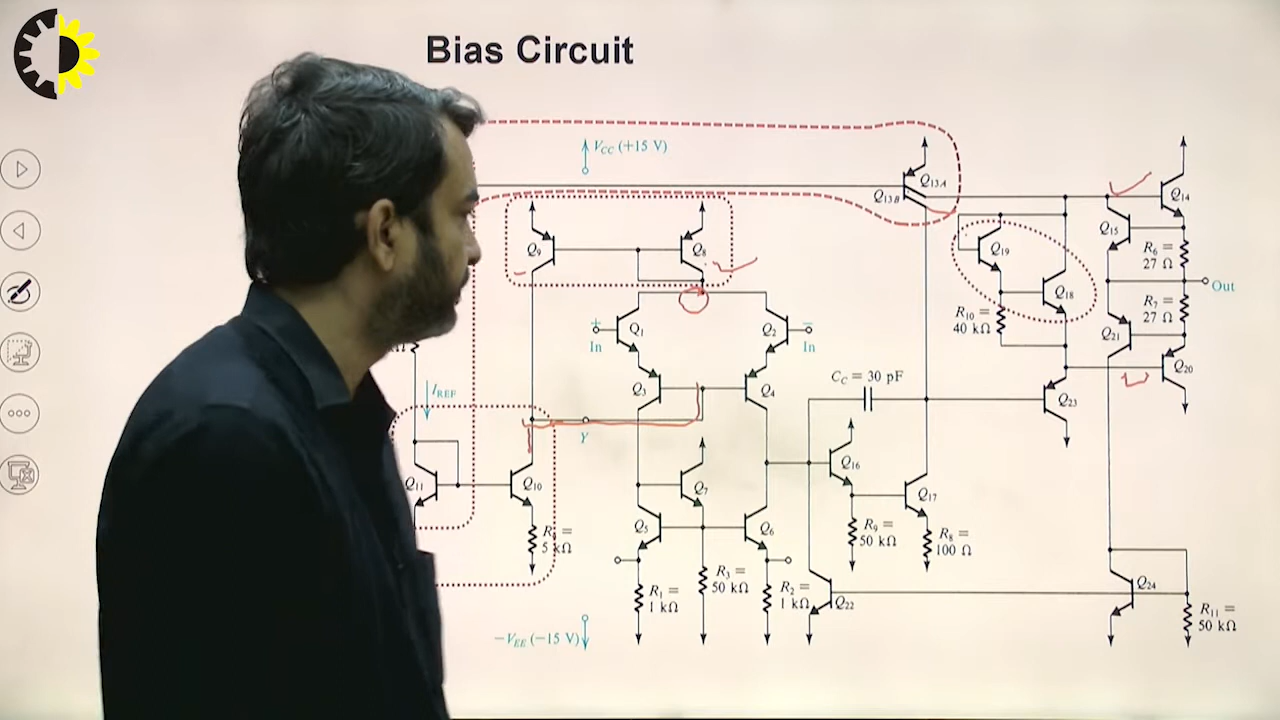 Bias Circuit
VCC (+15 V)
Q13A
Q13B
Q14
Q15
Q9
Q8
Q19
R6 =
27 Ω
Out
Q18
R7 =
27 Ω
R10 =
40 kΩ
+
In
Q1
Q2
−
In
Q21
Q20
IREF
Q3
Q4
CC = 30 pF
Q23
Y
Q11
Q10
Q7
Q16
Q17
5 kΩ
Q5
Q6
R9 =
50 kΩ
R8 =
100 Ω
R1 =
1 kΩ
R3 =
50 kΩ
R2 =
1 kΩ
Q22
Q24
R11 =
50 kΩ
−VEE (−15 V)